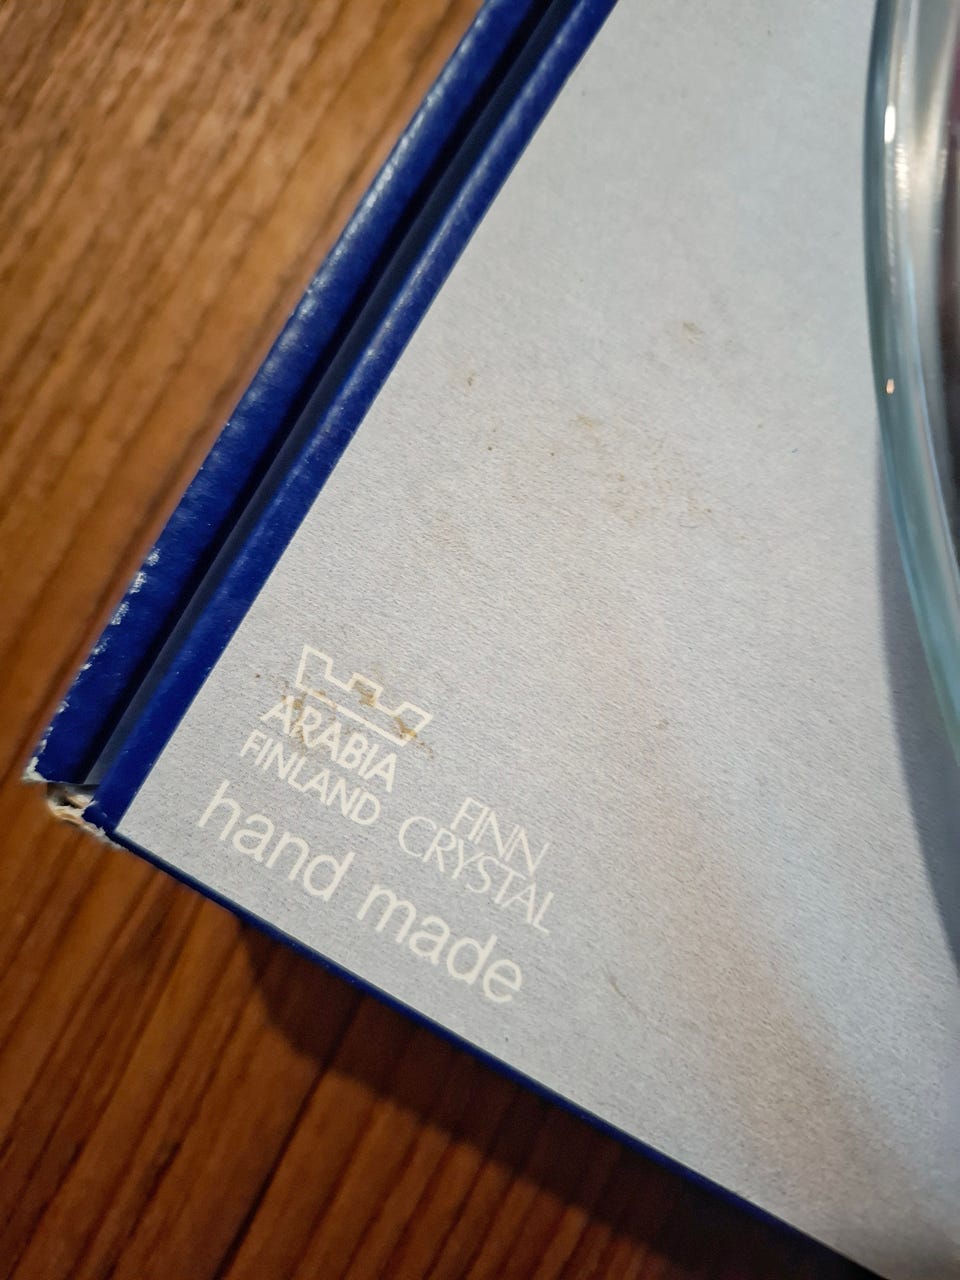 ARABIA
FINLAND
FINN
CRYSTAL
hand made